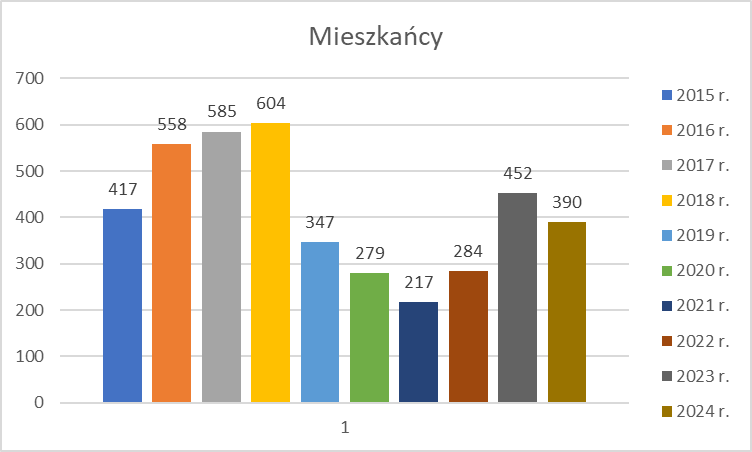 Mieszkańcy
700
600
500
400
300
200
100
0
417
558
585
604
347
279
217
284
452
390
1
2015 r.
2016 r.
2017 r.
2018 r.
2019 r.
2020 r.
2021 r.
2022 r.
2023 r.
2024 r.